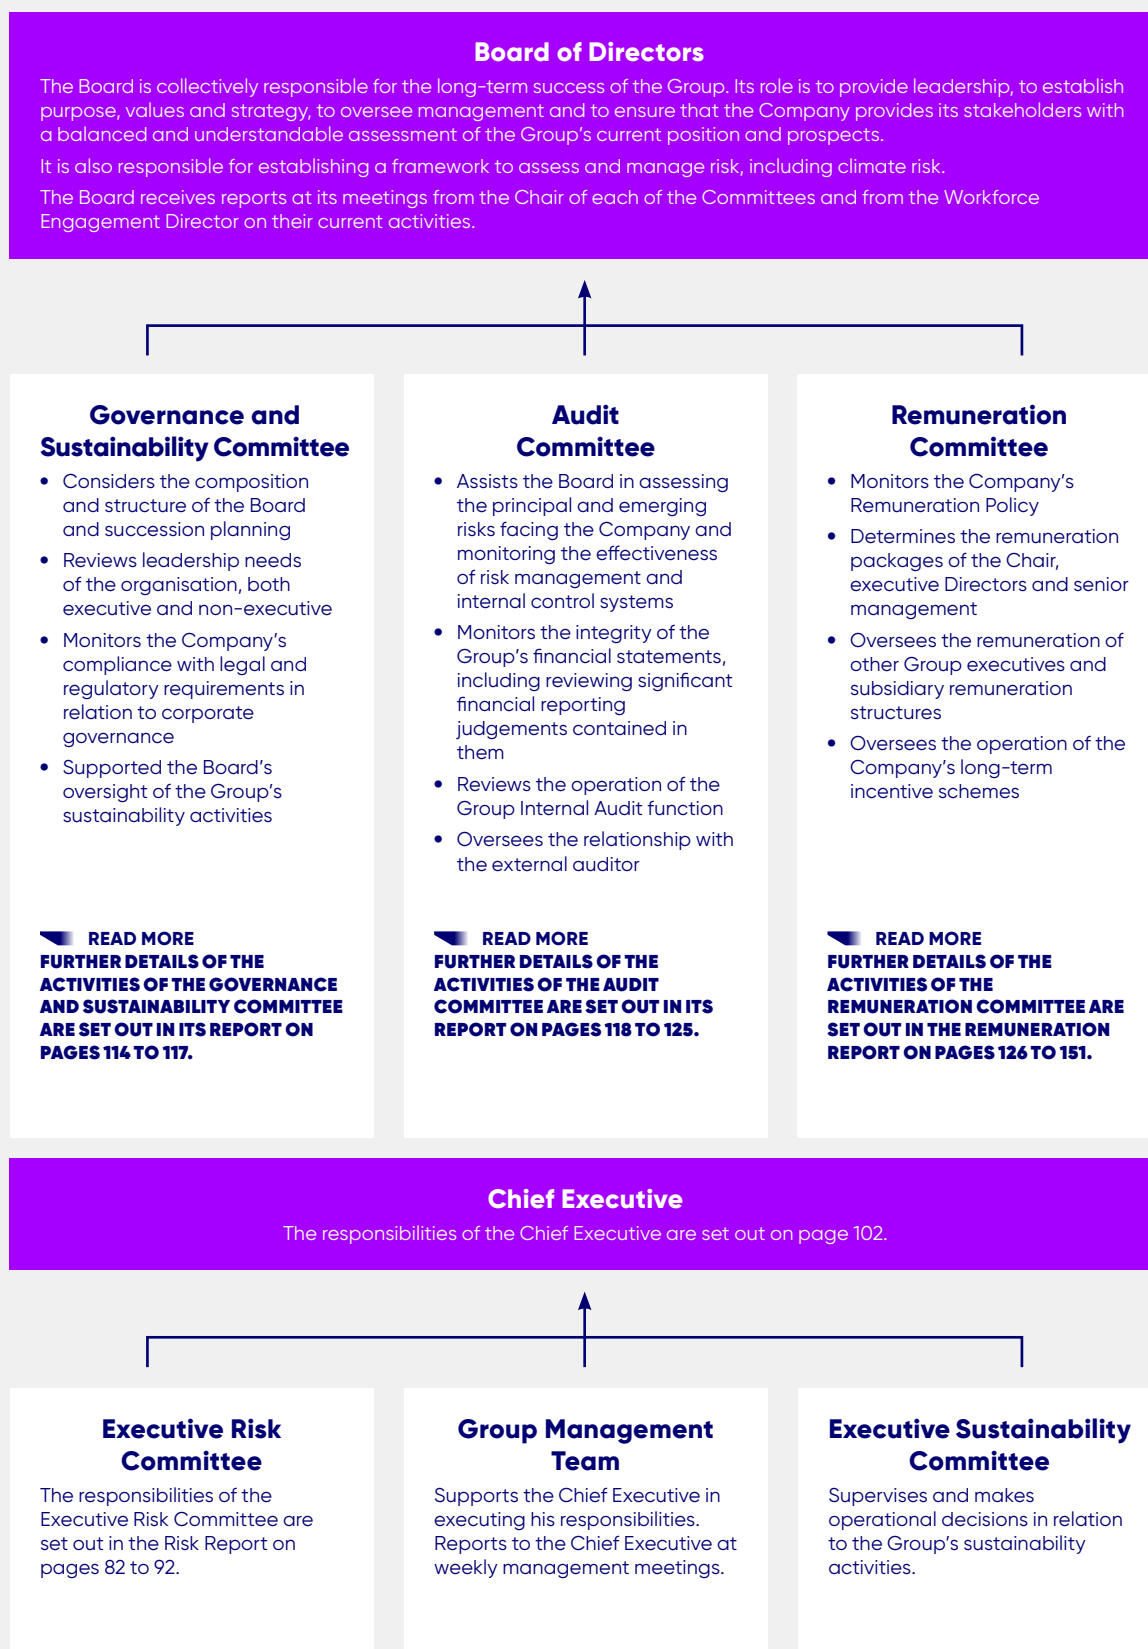 Board of Directors
The Board is collectively responsible for the long-term success of the Group. Its role is to provide leadership, to establish
purpose, values and strategy, to oversee management and to ensure that the Company provides its stakeholders with
a balanced and understandable assessment of the Group's current position and prospects.
It is also responsible for establishing a framework to assess and manage risk, including climate risk.
The Board receives reports at its meetings from the Chair of each of the Committees and from the Workforce
Engagement Director on their current activities.
Governance and
Sustainability Committee
• Considers the composition
and structure of the Board
and succession planning
• Reviews leadership needs
of the organisation, both
executive and non-executive
• Monitors the Company's
compliance with legal and
regulatory requirements in
relation to corporate
governance
• Supported the Board's
oversight of the Group's
sustainability activities
READ MORE
FURTHER DETAILS OF THE
ACTIVITIES OF THE GOVERNANCE
AND SUSTAINABILITY COMMITTEE
ARE SET OUT IN ITS REPORT ON
PAGES 114 TO 117.
Audit
Committee
• Assists the Board in assessing
the principal and emerging
risks facing the Company and
monitoring the effectiveness
of risk management and
internal control systems
• Monitors the integrity of the
Group's financial statements,
including reviewing significant
financial reporting
judgements contained in
them
• Reviews the operation of the
Group Internal Audit function
• Oversees the relationship with
the external auditor
READ MORE
FURTHER DETAILS OF THE
ACTIVITIES OF THE AUDIT
COMMITTEE ARE SET OUT IN ITS
REPORT ON PAGES 118 TO 125.
Remuneration
Committee
• Monitors the Company's
Remuneration Policy
• Determines the remuneration
packages of the Chair,
executive Directors and senior
management
• Oversees the remuneration of
other Group executives and
subsidiary remuneration
structures
• Oversees the operation of the
Company's long-term
incentive schemes
READ MORE
FURTHER DETAILS OF THE
ACTIVITIES OF THE
REMUNERATION COMMITTEE ARE
SET OUT IN THE REMUNERATION
REPORT ON PAGES 126 TO 151.
Chief Executive
The responsibilities of the Chief Executive are set out on page 102.
Executive Risk
Committee
The responsibilities of the
Executive Risk Committee are
set out in the Risk Report on
pages 82 to 92.
Group Management
Team
Supports the Chief Executive in
executing his responsibilities.
Reports to the Chief Executive at
weekly management meetings.
Executive Sustainability
Committee
Supervises and makes
operational decisions in relation
to the Group's sustainability
activities.